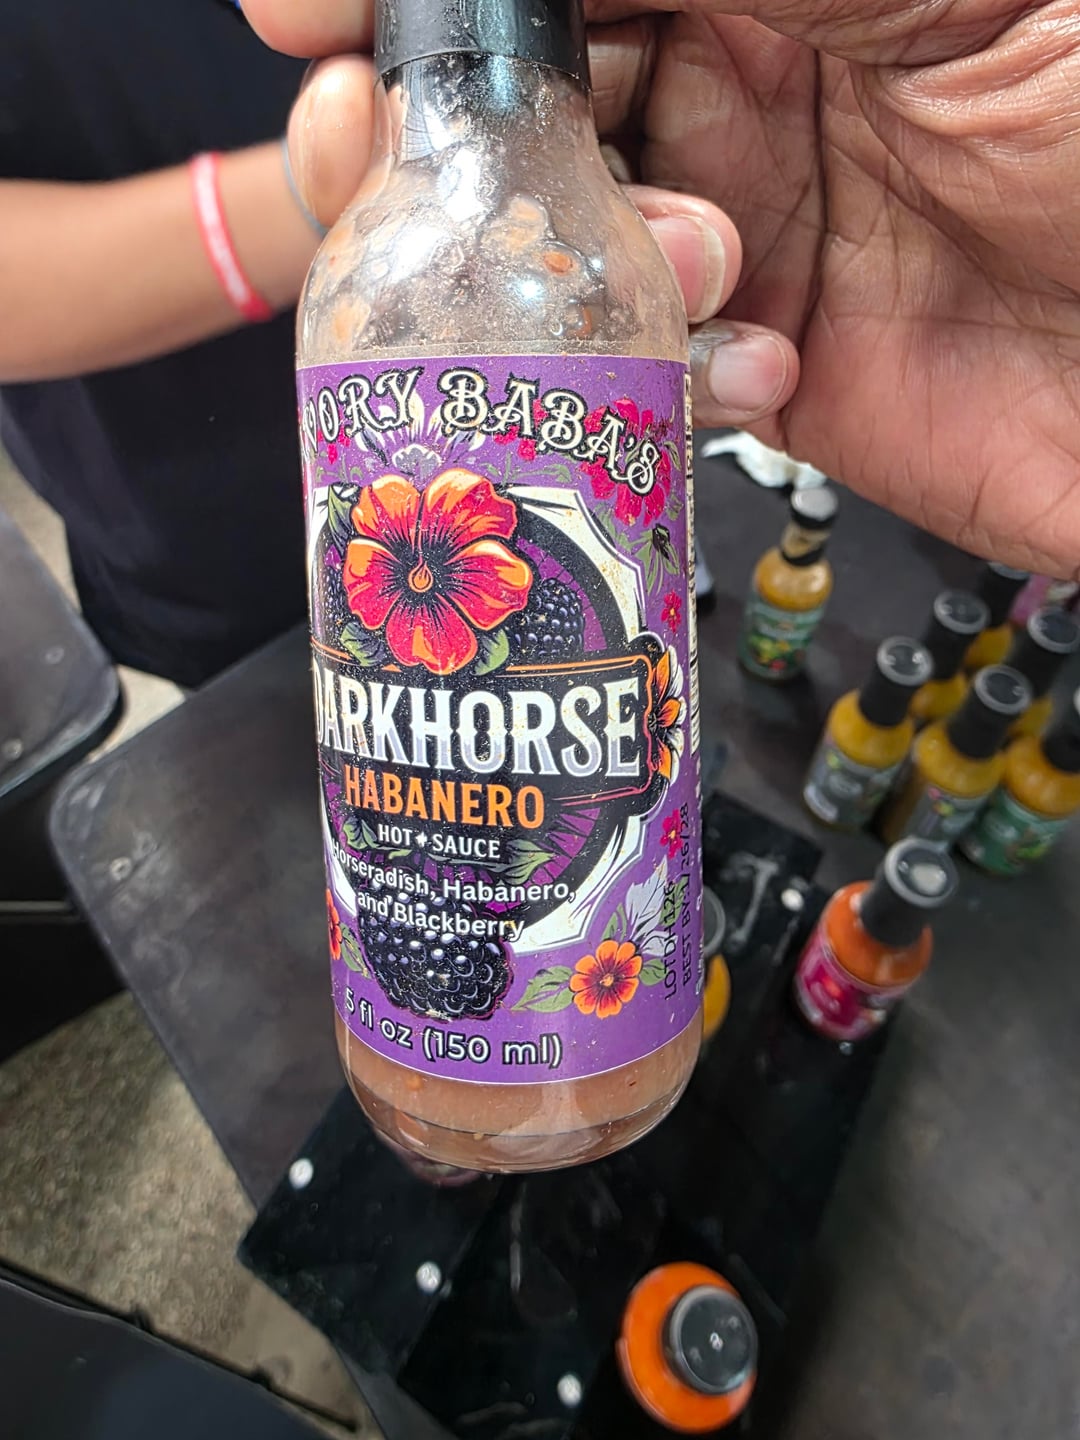 BABA'S
DARKHORSE
HABANERO
HOT SAUCE
Horseradish, Habanero,
and Blackberry
5 fl oz (150 ml)